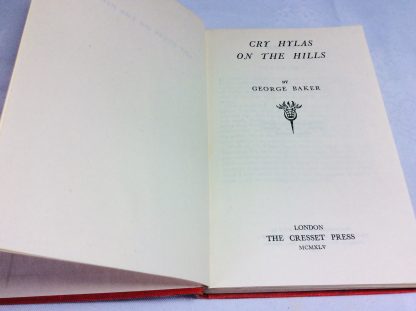 CRY HYLAS
ON THE HILLS
BY
GEORGE BAKER
LONDON
THE CRESSET PRESS
MCMXLV